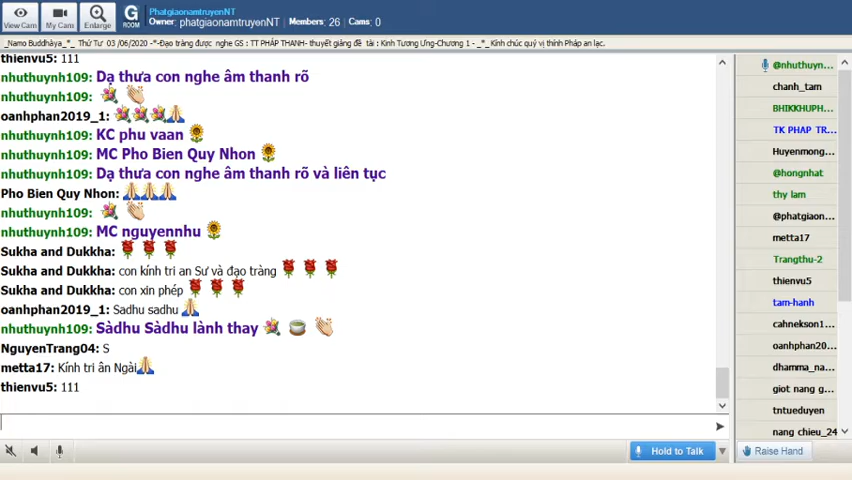 View Cam
My Cam
Enlarge
G
ROOM
PhatgiaonamtruyenNT
Owner: phatgiaonamtruyenNT | Members: 26 | Cams: 0
_Namo Buddhàya_*_ Thứ Tư 03 /06/2020 -*-Đạo tràng được nghe GS : TT PHÁP THANH- thuyết giảng đề tài : Kinh Tương Ưng-Chương 1 - _*_ Kính chúc quý vị thính Pháp an lạc.
thienvu5: 111
nhuthuynh109: Dạ thưa con nghe âm thanh rõ
nhuthuynh109:
oanhphan2019_1:
nhuthuynh109: KC phu vaan
nhuthuynh109: MC Pho Bien Quy Nhon
nhuthuynh109: Dạ thưa con nghe âm thanh rõ và liên tục
Pho Bien Quy Nhon:
nhuthuynh109:
nhuthuynh109: MC nguyennhu
Sukha and Dukkha:
Sukha and Dukkha: con kính tri an Sư và đạo tràng
Sukha and Dukkha: con xin phép
oanhphan2019_1: Sadhu sadhu
nhuthuynh109: Sàdhu Sàdhu lành thay
NguyenTrang04: S
metta17: Kính tri ân Ngài
thienvu5: 111
@nhuthuyn...
chanh_tam
BHIKKHUPH...
TK PHAP TR...
Huyenmong...
@hongnhat
thy lam
@phatgiaon...
metta17
Trangthu-2
thienvu5
tam-hanh
cahnekson1...
oanhphan20...
dhamma_na...
giot nang g...
tntueduyen
nang chieu_24
Hold to Talk
Raise Hand